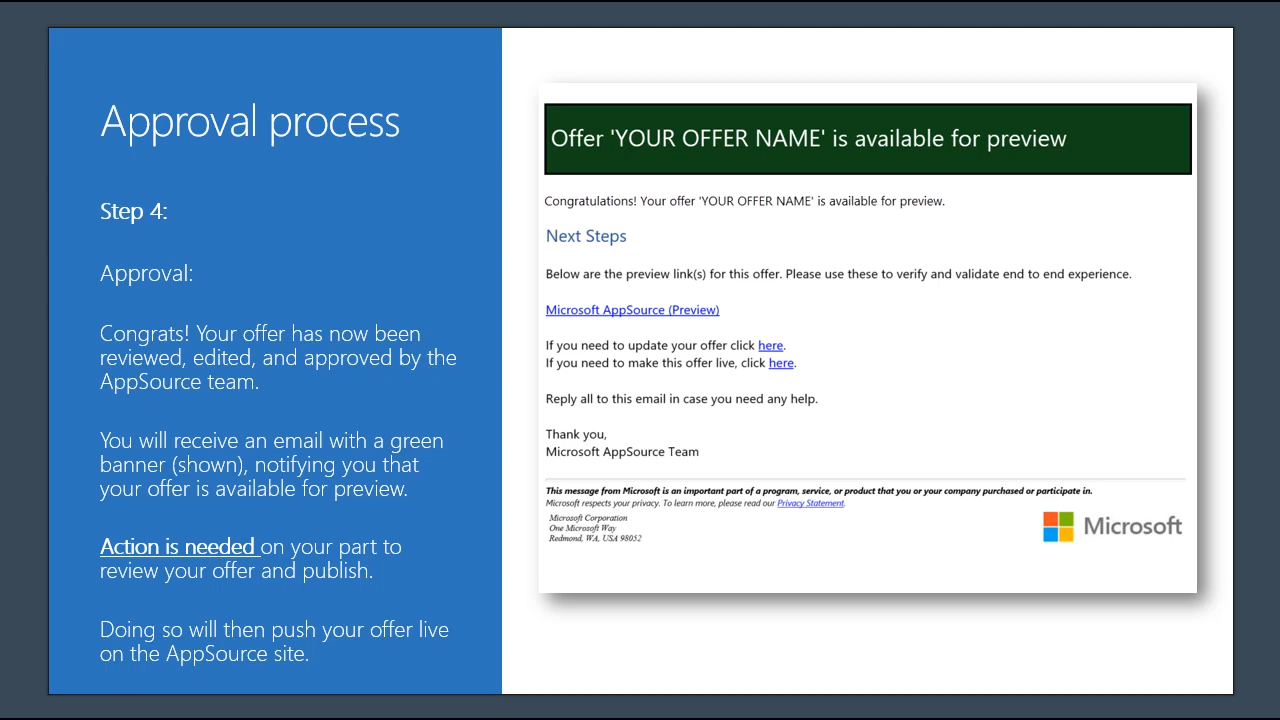 Approval process
Step 4:
Approval:
Congrats! Your offer has now been
reviewed, edited, and approved by the
AppSource team.
You will receive an email with a green
banner (shown), notifying you that
your offer is available for preview.
Action is needed on your part to
review your offer and publish.
Doing so will then push your offer live
on the AppSource site.
Offer 'YOUR OFFER NAME' is available for preview
Congratulations! Your offer 'YOUR OFFER NAME' is available for preview.
Next Steps
Below are the preview link(s) for this offer. Please use these to verify and validate end to end experience.
Microsoft AppSource (Preview)
If you need to update your offer click here.
If you need to make this offer live, click here.
Reply all to this email in case you need any help.
Thank you,
Microsoft AppSource Team
This message from Microsoft is an important part of a program, service, or product that you or your company purchased or participate in.
Microsoft respects your privacy. To learn more, please read our Privacy Statement.
Microsoft Corporation
One Microsoft Way
Redmond, WA, USA 98052
Microsoft